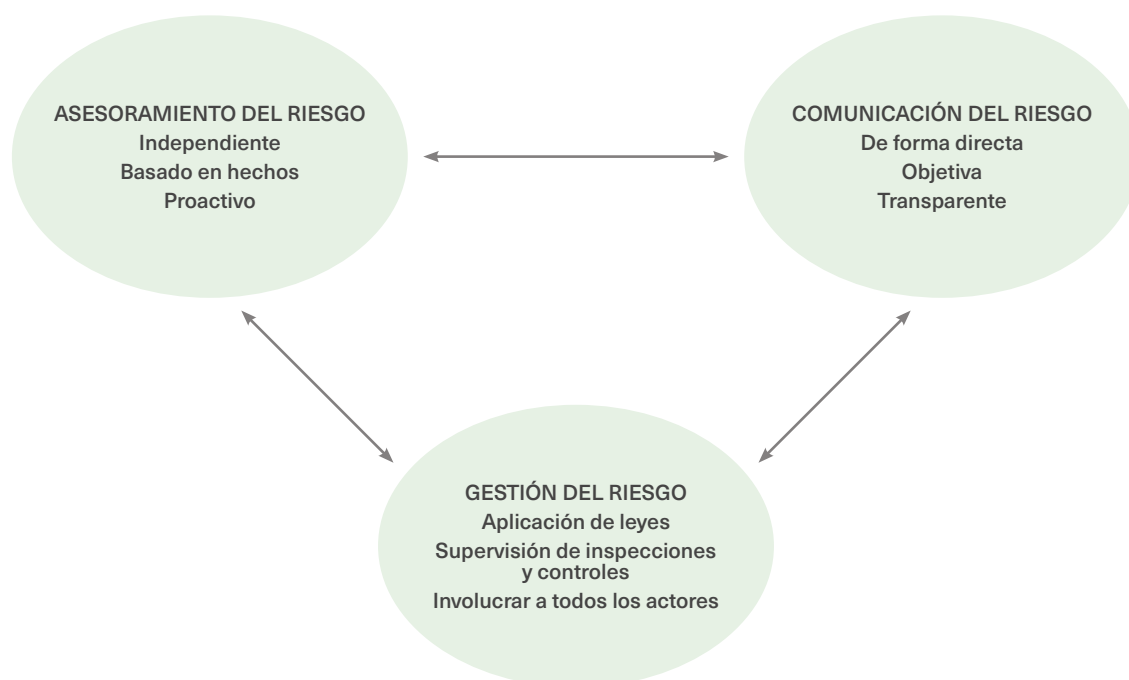 ASESORAMIENTO DEL RIESGO
Independiente
Basado en hechos
Proactivo
COMUNICACIÓN DEL RIESGO
De forma directa
Objetiva
Transparente
GESTIÓN DEL RIESGO
Aplicación de leyes
Supervisión de inspecciones
y controles
Involucrar a todos los actores